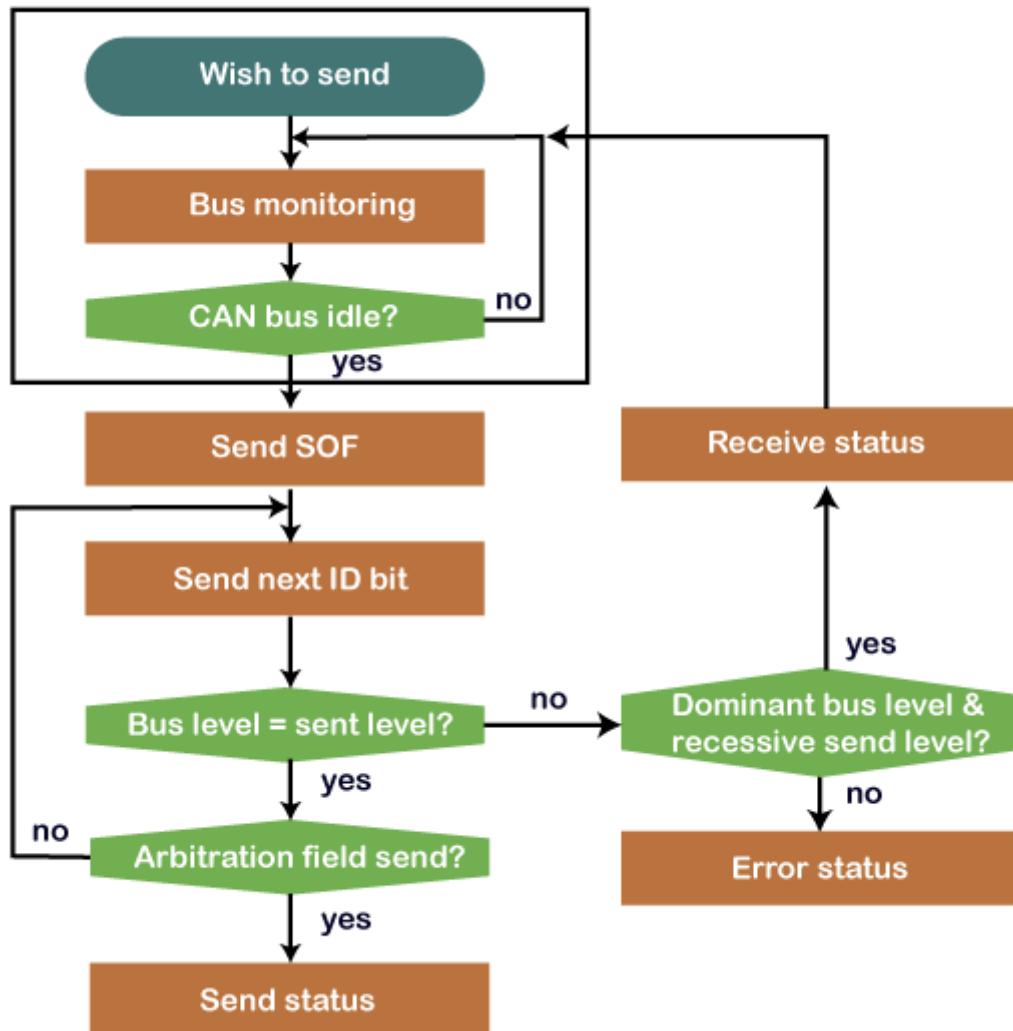 Wish to send
Bus monitoring
CAN bus idle?
no
yes
Send SOF
Receive status
Send next ID bit
yes
Bus level = sent level?
no
Dominant bus level &
recessive send level?
yes
no
no
Arbitration field send?
Error status
yes
Send status